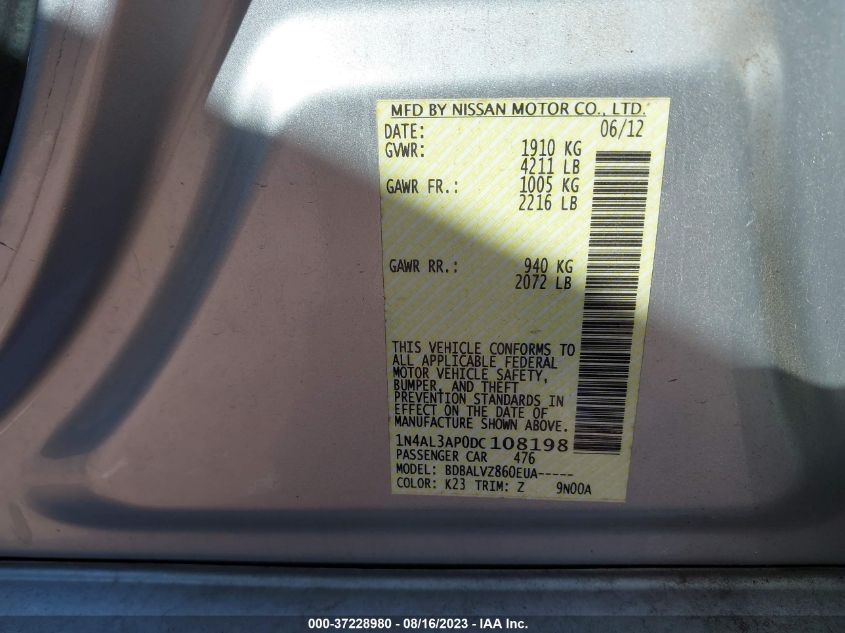 MFD BY NISSAN MOTOR CO., LTD.
DATE: 06/12
GVWR: 1910 KG
4211 LB
GAWR FR.: 1005 KG
2216 LB
GAWR RR.: 940 KG
2072 LB
THIS VEHICLE CONFORMS TO
ALL APPLICABLE FEDERAL
MOTOR VEHICLE SAFETY,
BUMPER, AND THEFT
PREVENTION STANDARDS IN
EFFECT ON THE DATE OF
MANUFACTURE SHOWN ABOVE.
1N4AL3AP0DC108198
PASSENGER CAR 476
MODEL: BDBALVZ860EUA-----
COLOR: K23 TRIM: Z 9N00A
000-37228980 - 08/16/2023 - www.iaai.com